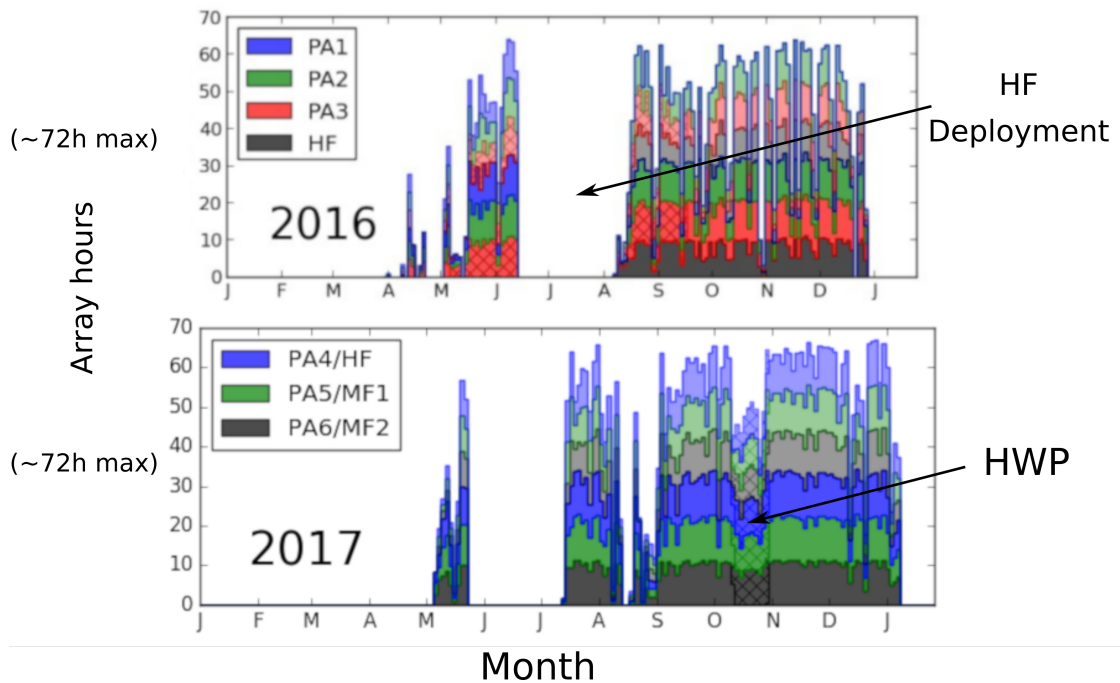 70
60
50
40
30
20
10
0
PA1
PA2
PA3
HF
2016
J F M A M J J A S O N D J
HF
Deployment
(~72h max)
Array hours
70
60
50
40
30
20
10
0
PA4/HF
PA5/MF1
PA6/MF2
2017
J F M A M J J A S O N D J
HWP
(~72h max)
Month